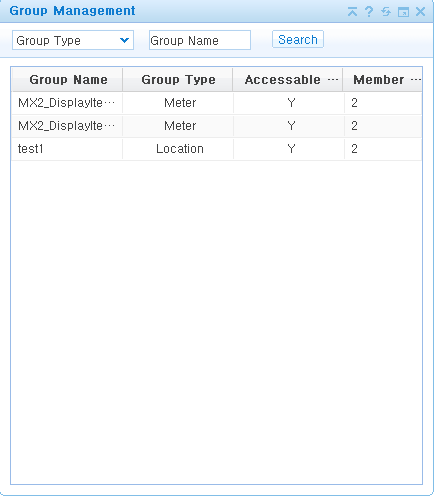 Group Management
Group Type Group Name Search
Group Name Group Type Accessable ··· Member ···
MX2_DisplayIte··· Meter Y 2
MX2_DisplayIte··· Meter Y 2
test1 Location Y 2